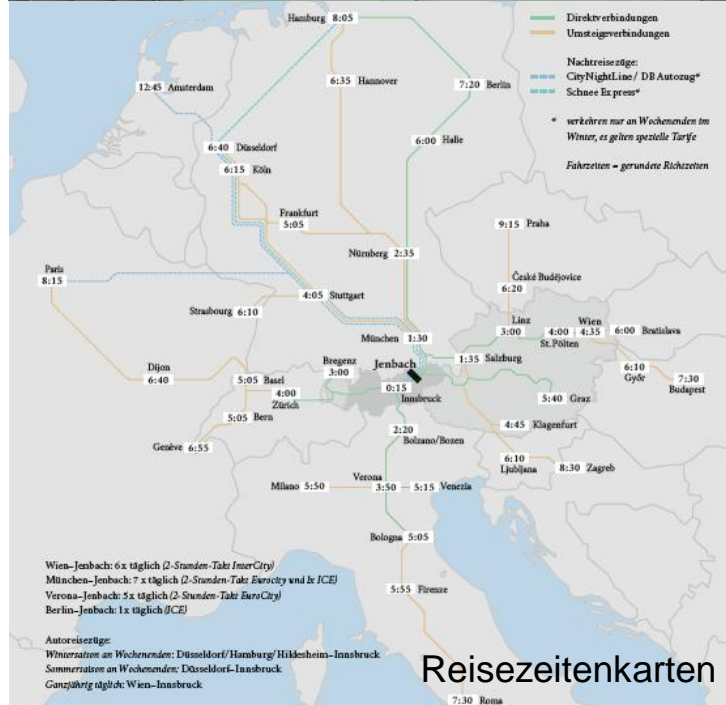 Hamburg 8:05
Direktverbindungen
Umsteigeverbindungen
Nachtreisezüge:
CityNightLine / DB Autozug*
Schnee Express*
* verkehren nur an Wochenenden im
Winter, es gelten spezielle Tarife
Fahrzeiten = gerundete Richtzeiten
12:45 Amsterdam
6:35 Hannover
7:20 Berlin
6:40 Düsseldorf
6:00 Halle
6:15 Köln
Frankfurt
5:05
9:15 Praha
Nürnberg 2:35
Paris
8:15
České Budějovice
6:20
4:05 Stuttgart
Strasbourg 6:10
Linz
3:00
4:00
St. Pölten
Wien
4:35
6:00 Bratislava
München 1:30
Bregenz
3:00
Jenbach
1:35 Salzburg
6:10
Győr
Dijon
6:40
5:05 Basel
4:00
Zürich
0:15
Innsbruck
7:30
Budapest
5:40 Graz
5:05
Bern
2:20
Bolzano/Bozen
4:45 Klagenfurt
Genève 6:55
6:10
Ljubljana
8:30 Zagreb
Milano 5:50
Verona
3:50
5:15 Venezia
Bologna 5:05
5:55 Firenze
7:30
Roma
Wien–Jenbach: 6x täglich (2-Stunden-Takt InterCity)
München–Jenbach: 7 x täglich (2-Stunden-Takt Eurocity und 1x ICE)
Verona–Jenbach: 5x täglich (2-Stunden-Takt EuroCity)
Berlin–Jenbach: 1x täglich (ICE)
Autoreisezüge:
Wintersaison an Wochenenden: Düsseldorf/Hamburg/Hildesheim–Innsbruck
Sommersaison an Wochenenden: Düsseldorf–Innsbruck
Ganzjährig täglich: Wien–Innsbruck
Reisezeitenkarten